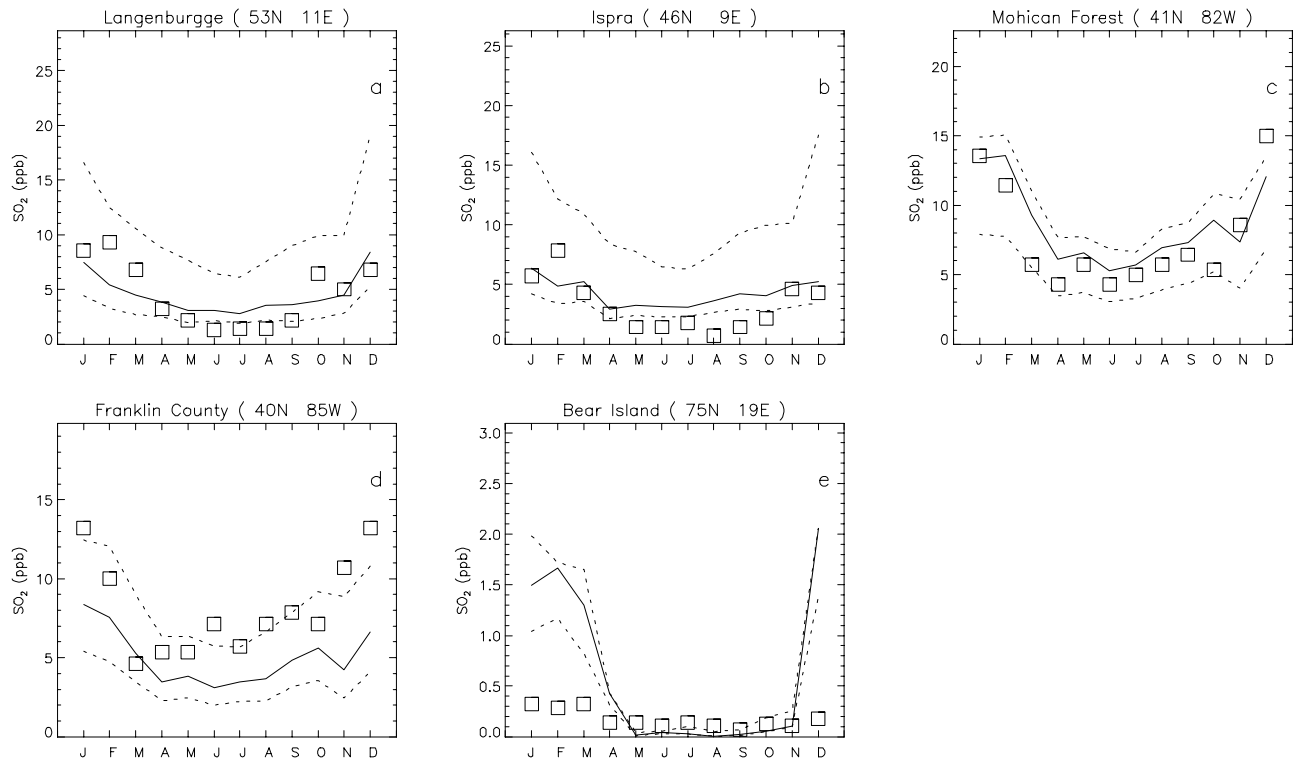 Langenburgge ( 53N 11E )
a
SO2 (ppb)
25
20
15
10
5
0
J F M A M J J A S O N D
Ispra ( 46N 9E )
b
SO2 (ppb)
25
20
15
10
5
0
J F M A M J J A S O N D
Mohican Forest ( 41N 82W )
c
SO2 (ppb)
20
15
10
5
0
J F M A M J J A S O N D
Franklin County ( 40N 85W )
d
SO2 (ppb)
15
10
5
0
J F M A M J J A S O N D
Bear Island ( 75N 19E )
e
SO2 (ppb)
3.0
2.5
2.0
1.5
1.0
0.5
0.0
J F M A M J J A S O N D